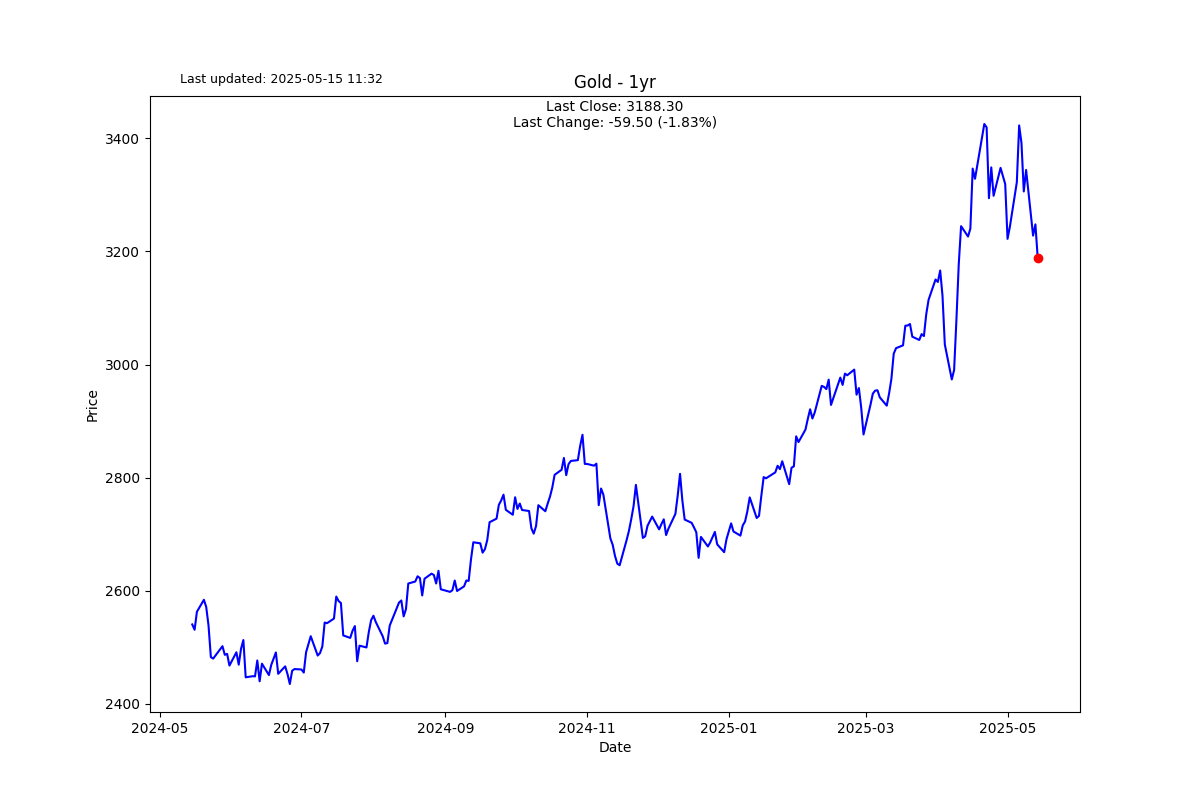 Last updated: 2025-05-15 11:32
Gold - 1yr
Last Close: 3188.30
Last Change: -59.50 (-1.83%)
3400
3200
3000
2800
2600
2400
Price
2024-05
2024-07
2024-09
2024-11
2025-01
2025-03
2025-05
Date